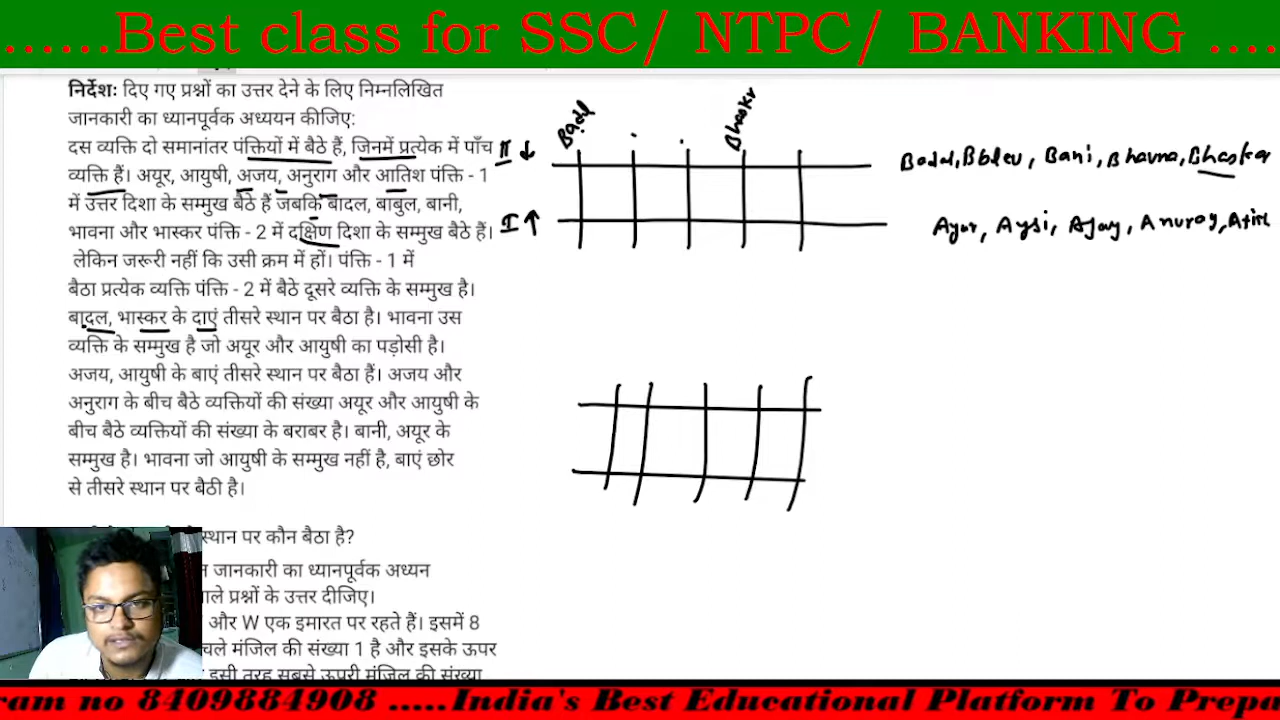 ......Best class for SSC/ NTPC/ BANKING ....
निर्देशः दिए गए प्रश्नों का उत्तर देने के लिए निम्नलिखित
जानकारी का ध्यानपूर्वक अध्ययन कीजिए:
दस व्यक्ति दो समानांतर पंक्तियों में बैठे हैं, जिनमें प्रत्येक में पाँच
व्यक्ति हैं। अयूर, आयुषी, अजय, अनुराग और आतिश पंक्ति - 1
में उत्तर दिशा के सम्मुख बैठे हैं जबकि बादल, बाबुल, बानी,
भावना और भास्कर पंक्ति - 2 में दक्षिण दिशा के सम्मुख बैठे हैं।
लेकिन जरूरी नहीं कि उसी क्रम में हों। पंक्ति - 1 में
बैठा प्रत्येक व्यक्ति पंक्ति - 2 में बैठे दूसरे व्यक्ति के सम्मुख है।
बादल, भास्कर के दाएं तीसरे स्थान पर बैठा है। भावना उस
व्यक्ति के सम्मुख है जो अयूर और आयुषी का पड़ोसी है।
अजय, आयुषी के बाएं तीसरे स्थान पर बैठा हैं। अजय और
अनुराग के बीच बैठे व्यक्तियों की संख्या अयूर और आयुषी के
बीच बैठे व्यक्तियों की संख्या के बराबर है। बानी, अयूर के
सम्मुख है। भावना जो आयुषी के सम्मुख नहीं है, बाएं छोर
से तीसरे स्थान पर बैठी है।
स्थान पर कौन बैठा है?
जानकारी का ध्यानपूर्वक अध्यन
वाले प्रश्नों के उत्तर दीजिए।
और W एक इमारत पर रहते हैं। इसमें 8
मंजिल की संख्या 1 है और इसके ऊपर
इसी तरह सबसे ऊपरी मंजिल की संख्या
Badal Bhaskr
II ↓
I ↑
Bani, Bhavna, Bhaskar
Ayur, Aysi, Ajay, Anurag,
ram no 8409884908 .....India's Best Educational Platform To Prepa